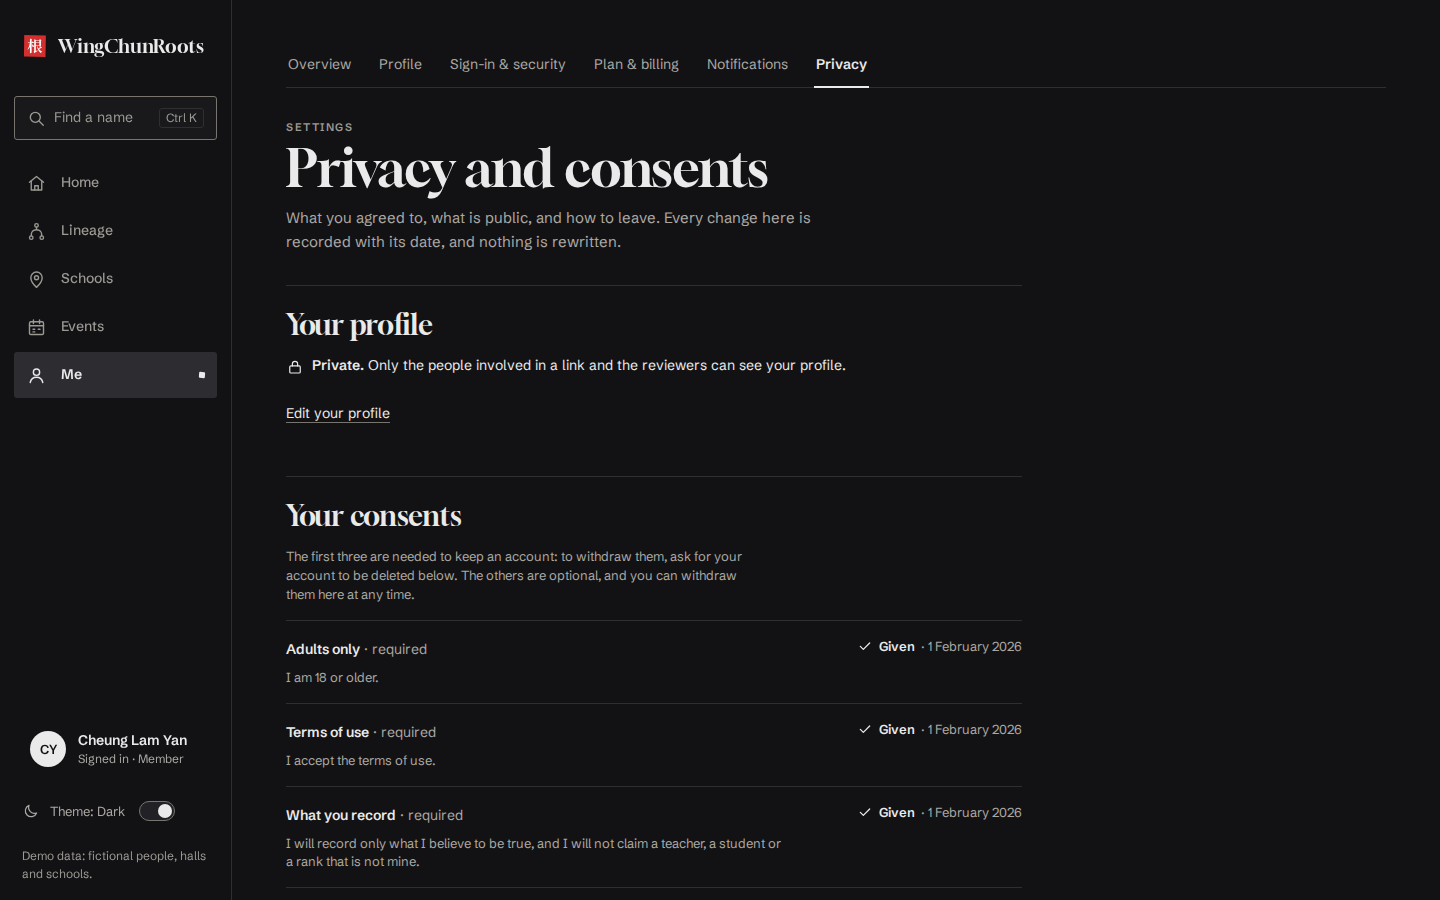 根 WingChunRoots
Find a name Ctrl K
Home
Lineage
Schools
Events
Me
CY Cheung Lam Yan
Signed in · Member
Theme: Dark
Demo data: fictional people, halls
and schools.
Overview Profile Sign-in & security Plan & billing Notifications Privacy
SETTINGS
Privacy and consents
What you agreed to, what is public, and how to leave. Every change here is
recorded with its date, and nothing is rewritten.
Your profile
Private. Only the people involved in a link and the reviewers can see your profile.
Edit your profile
Your consents
The first three are needed to keep an account: to withdraw them, ask for your
account to be deleted below. The others are optional, and you can withdraw
them here at any time.
Adults only · required Given · 1 February 2026
I am 18 or older.
Terms of use · required Given · 1 February 2026
I accept the terms of use.
What you record · required Given · 1 February 2026
I will record only what I believe to be true, and I will not claim a teacher, a student or
a rank that is not mine.